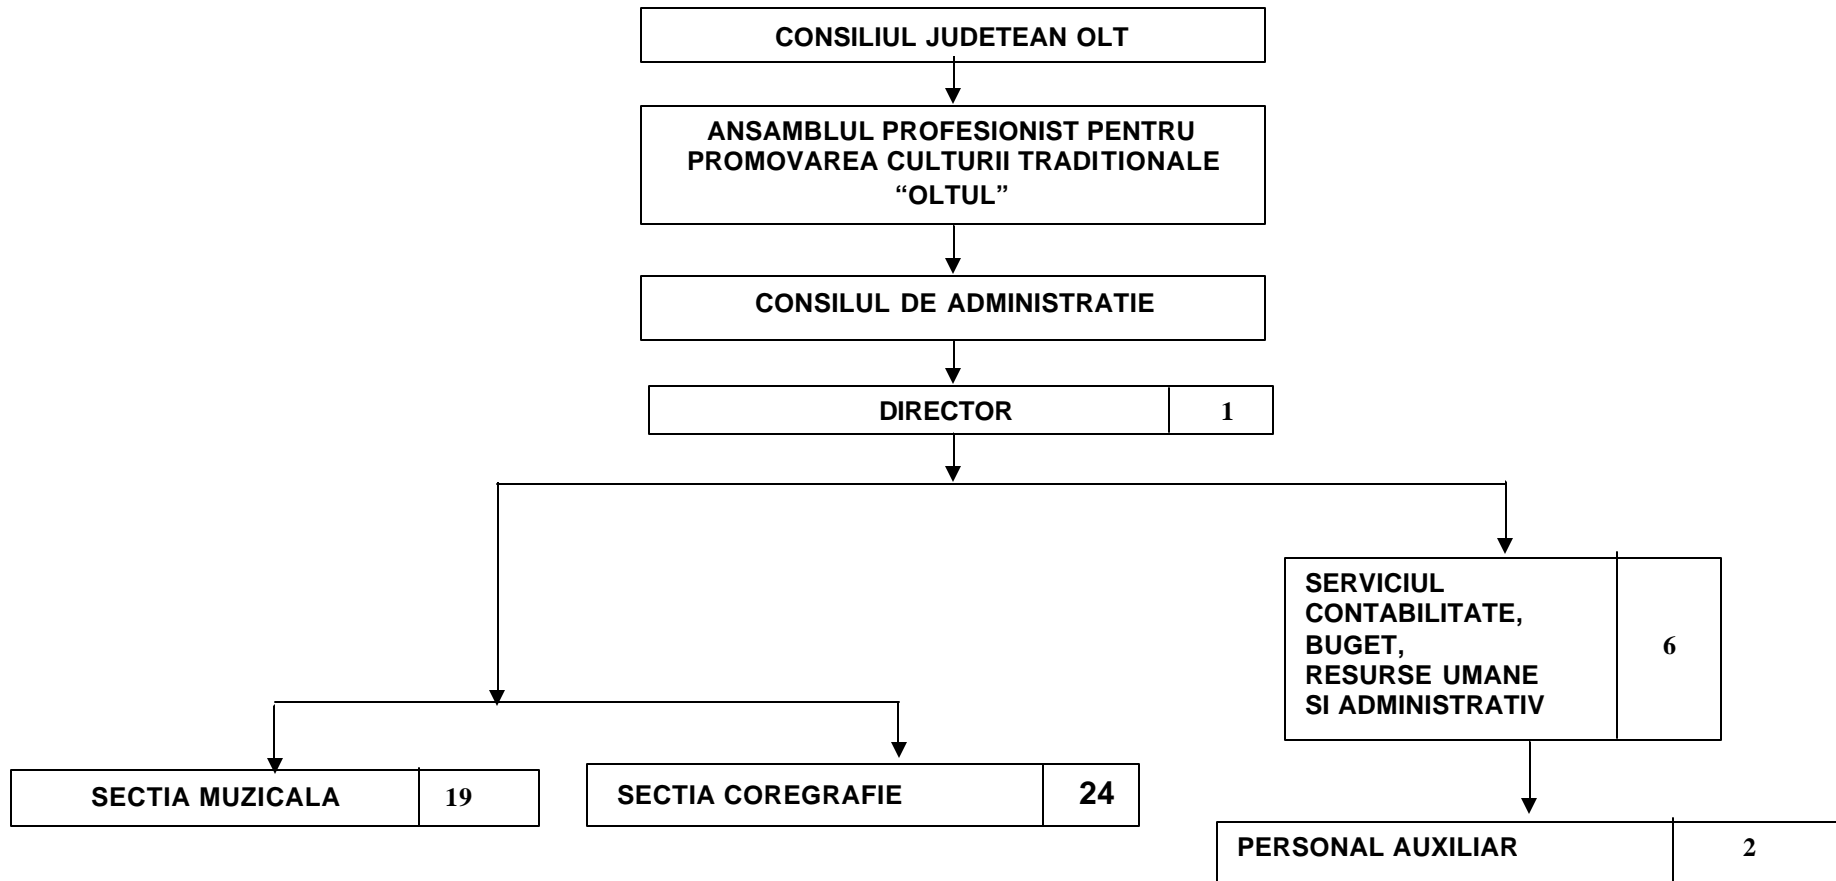 CONSILIUL JUDETEAN OLT
ANSAMBLUL PROFESIONIST PENTRU
PROMOVAREA CULTURII TRADITIONALE
“OLTUL”
CONSILUL DE ADMINISTRATIE
DIRECTOR 1
SERVICIUL
CONTABILITATE,
BUGET,
RESURSE UMANE
SI ADMINISTRATIV
6
SECTIA MUZICALA 19
SECTIA COREGRAFIE 24
PERSONAL AUXILIAR 2